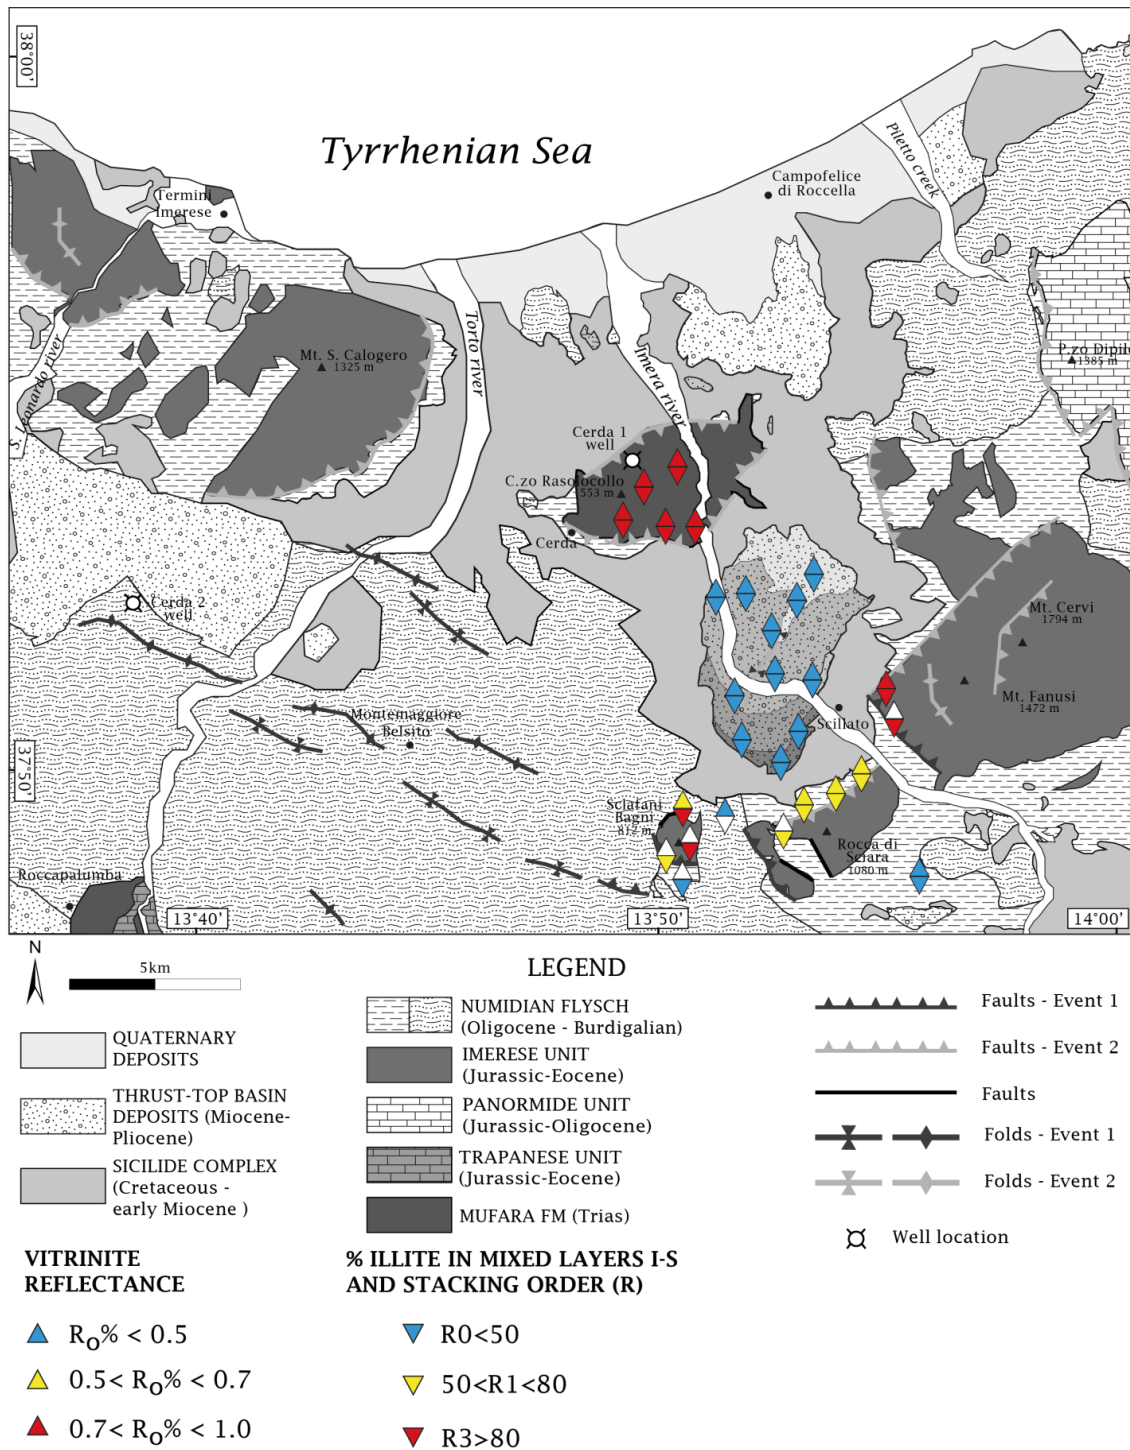 38°00'
Tyrrhenian Sea
Piletto creek
Campofelice
di Roccella
Termini
Imerese
S. Leonardo river
Torto river
Imera river
Mt. S. Calogero
1325 m
P.zo Dipilo
1385 m
Cerda 1
well
C.zo Rasolocollo
553 m
Cerda
Cerda 2
well
Mt. Cervi
1794 m
Mt. Fanusi
1472 m
Scillato
Montemaggiore
Belsito
37°50'
Sclafani
Bagni
812 m
Rocca di
Sciara
1080 m
Roccapalumba
13°40'
13°50'
14°00'
N
5km
QUATERNARY
DEPOSITS
THRUST-TOP BASIN
DEPOSITS (Miocene-
Pliocene)
SICILIDE COMPLEX
(Cretaceous -
early Miocene )
LEGEND
NUMIDIAN FLYSCH
(Oligocene - Burdigalian)
IMERESE UNIT
(Jurassic-Eocene)
PANORMIDE UNIT
(Jurassic-Oligocene)
TRAPANESE UNIT
(Jurassic-Eocene)
MUFARA FM (Trias)
Faults - Event 1
Faults - Event 2
Faults
Folds - Event 1
Folds - Event 2
Well location
VITRINITE
REFLECTANCE
Ro% < 0.5
0.5< Ro% < 0.7
0.7< Ro% < 1.0
% ILLITE IN MIXED LAYERS I-S
AND STACKING ORDER (R)
R0<50
50<R1<80
R3>80